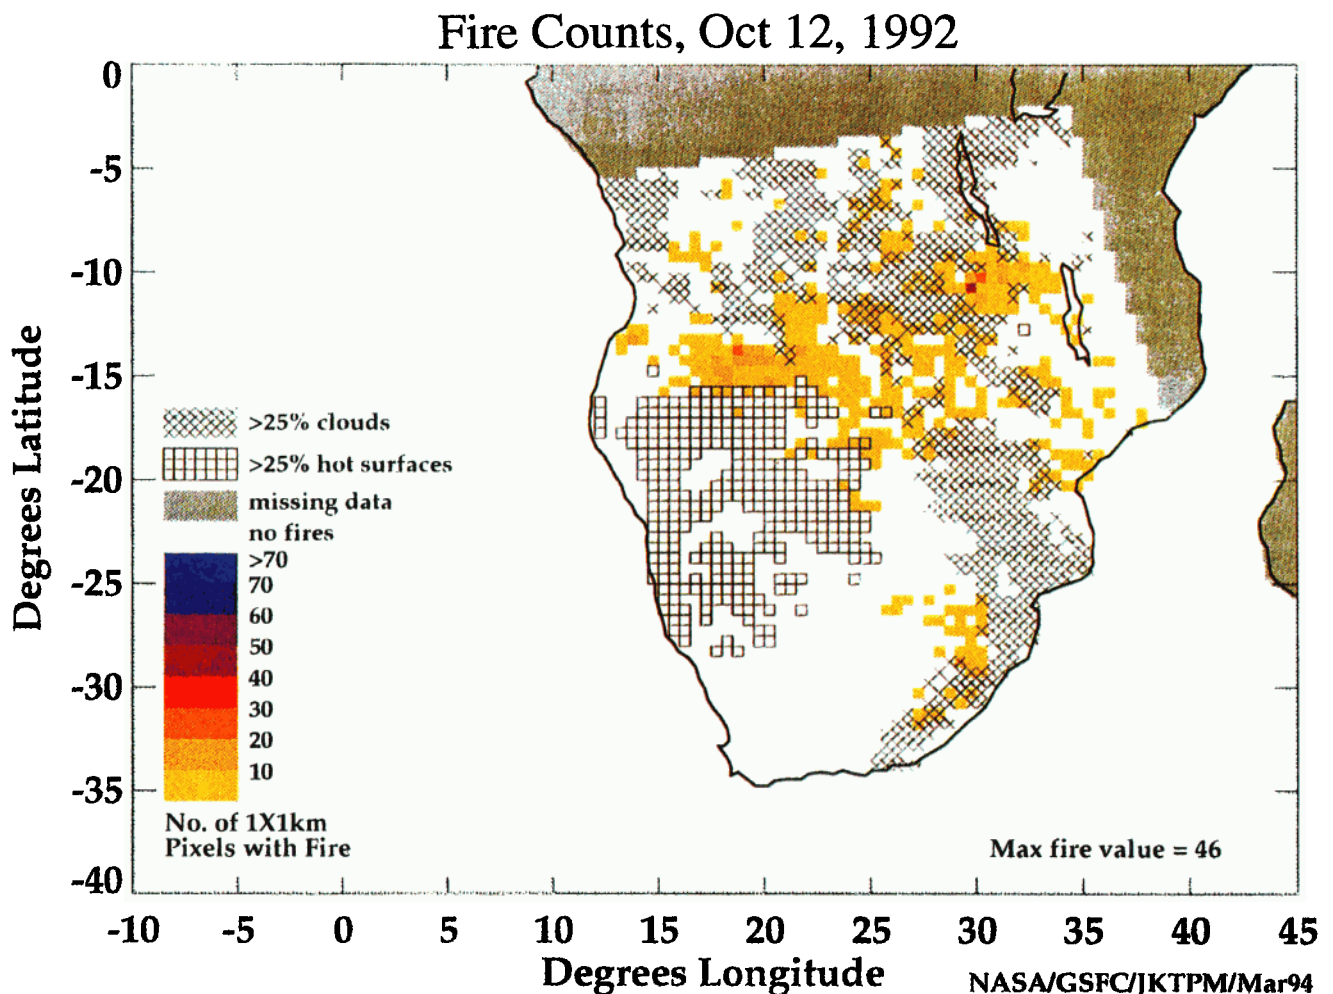 Fire Counts, Oct 12, 1992
0
-5
-10
-15
-20
-25
-30
-35
-40
Degrees Latitude
>25% clouds
>25% hot surfaces
missing data
no fires
>70
70
60
50
40
30
20
10
No. of 1X1km
Pixels with Fire
Max fire value = 46
-10 -5 0 5 10 15 20 25 30 35 40 45
Degrees Longitude
NASA/GSFC/JKTPM/Mar94